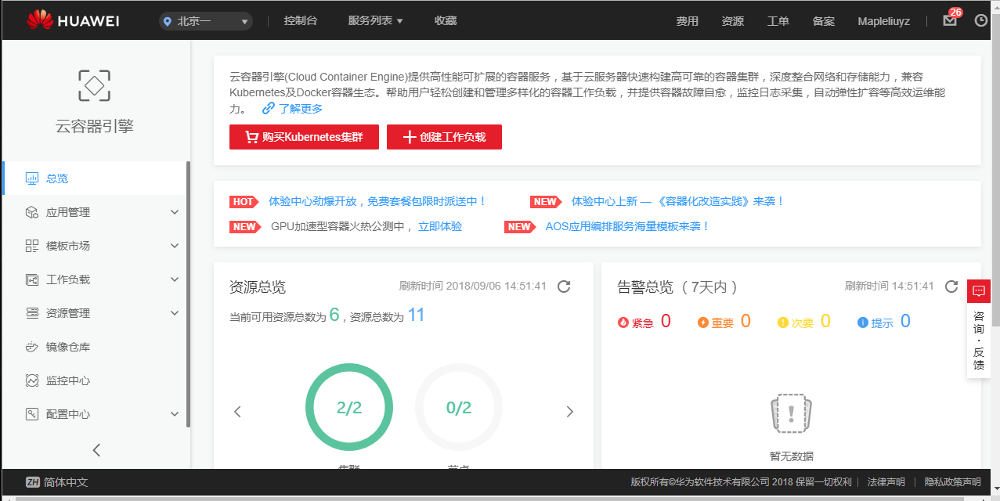 HUAWEI 北京一 控制台 服务列表 收藏 费用 资源 工单 备案 Mapleliuyz 26
云容器引擎
总览
应用管理
模板市场
工作负载
资源管理
镜像仓库
监控中心
配置中心
云容器引擎(Cloud Container Engine)提供高性能可扩展的容器服务，基于云服务器快速构建高可靠的容器集群，深度整合网络和存储能力，兼容
Kubernetes及Docker容器生态。帮助用户轻松创建和管理多样化的容器工作负载，并提供容器故障自愈，监控日志采集，自动弹性扩容等高效运维能
力。 了解更多
购买Kubernetes集群 创建工作负载
HOT 体验中心劲爆开放，免费套餐包限时派送中！ NEW 体验中心上新 — 《容器化改造实践》来袭！
NEW GPU加速型容器火热公测中， 立即体验 NEW AOS应用编排服务海量模板来袭！
资源总览 刷新时间 2018/09/06 14:51:41
当前可用资源总数为 6 , 资源总数为 11
2/2 0/2
集群 节点
告警总览 （7天内） 刷新时间 14:51:41
紧急 0 重要 0 次要 0 提示 0
暂无数据
咨询·反馈
ZH 简体中文 版权所有©华为软件技术有限公司 2018 保留一切权利 | 法律声明 | 隐私政策声明